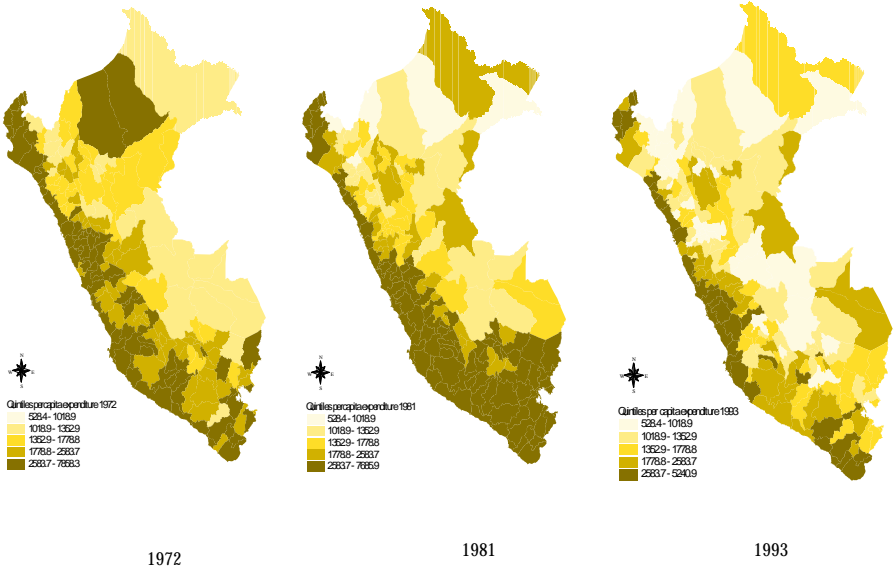 N
W E
S
Quintiles per capita expenditure 1972
528.4 - 1018.9
1018.9 - 1352.9
1352.9 - 1778.8
1778.8 - 2583.7
2583.7 - 7858.3
1972
N
W E
S
Quintiles per capita expenditure 1981
528.4 - 1018.9
1018.9 - 1352.9
1352.9 - 1778.8
1778.8 - 2583.7
2583.7 - 7685.9
1981
N
W E
S
Quintiles per capita expenditure 1993
528.4 - 1018.9
1018.9 - 1352.9
1352.9 - 1778.8
1778.8 - 2583.7
2583.7 - 5240.9
1993